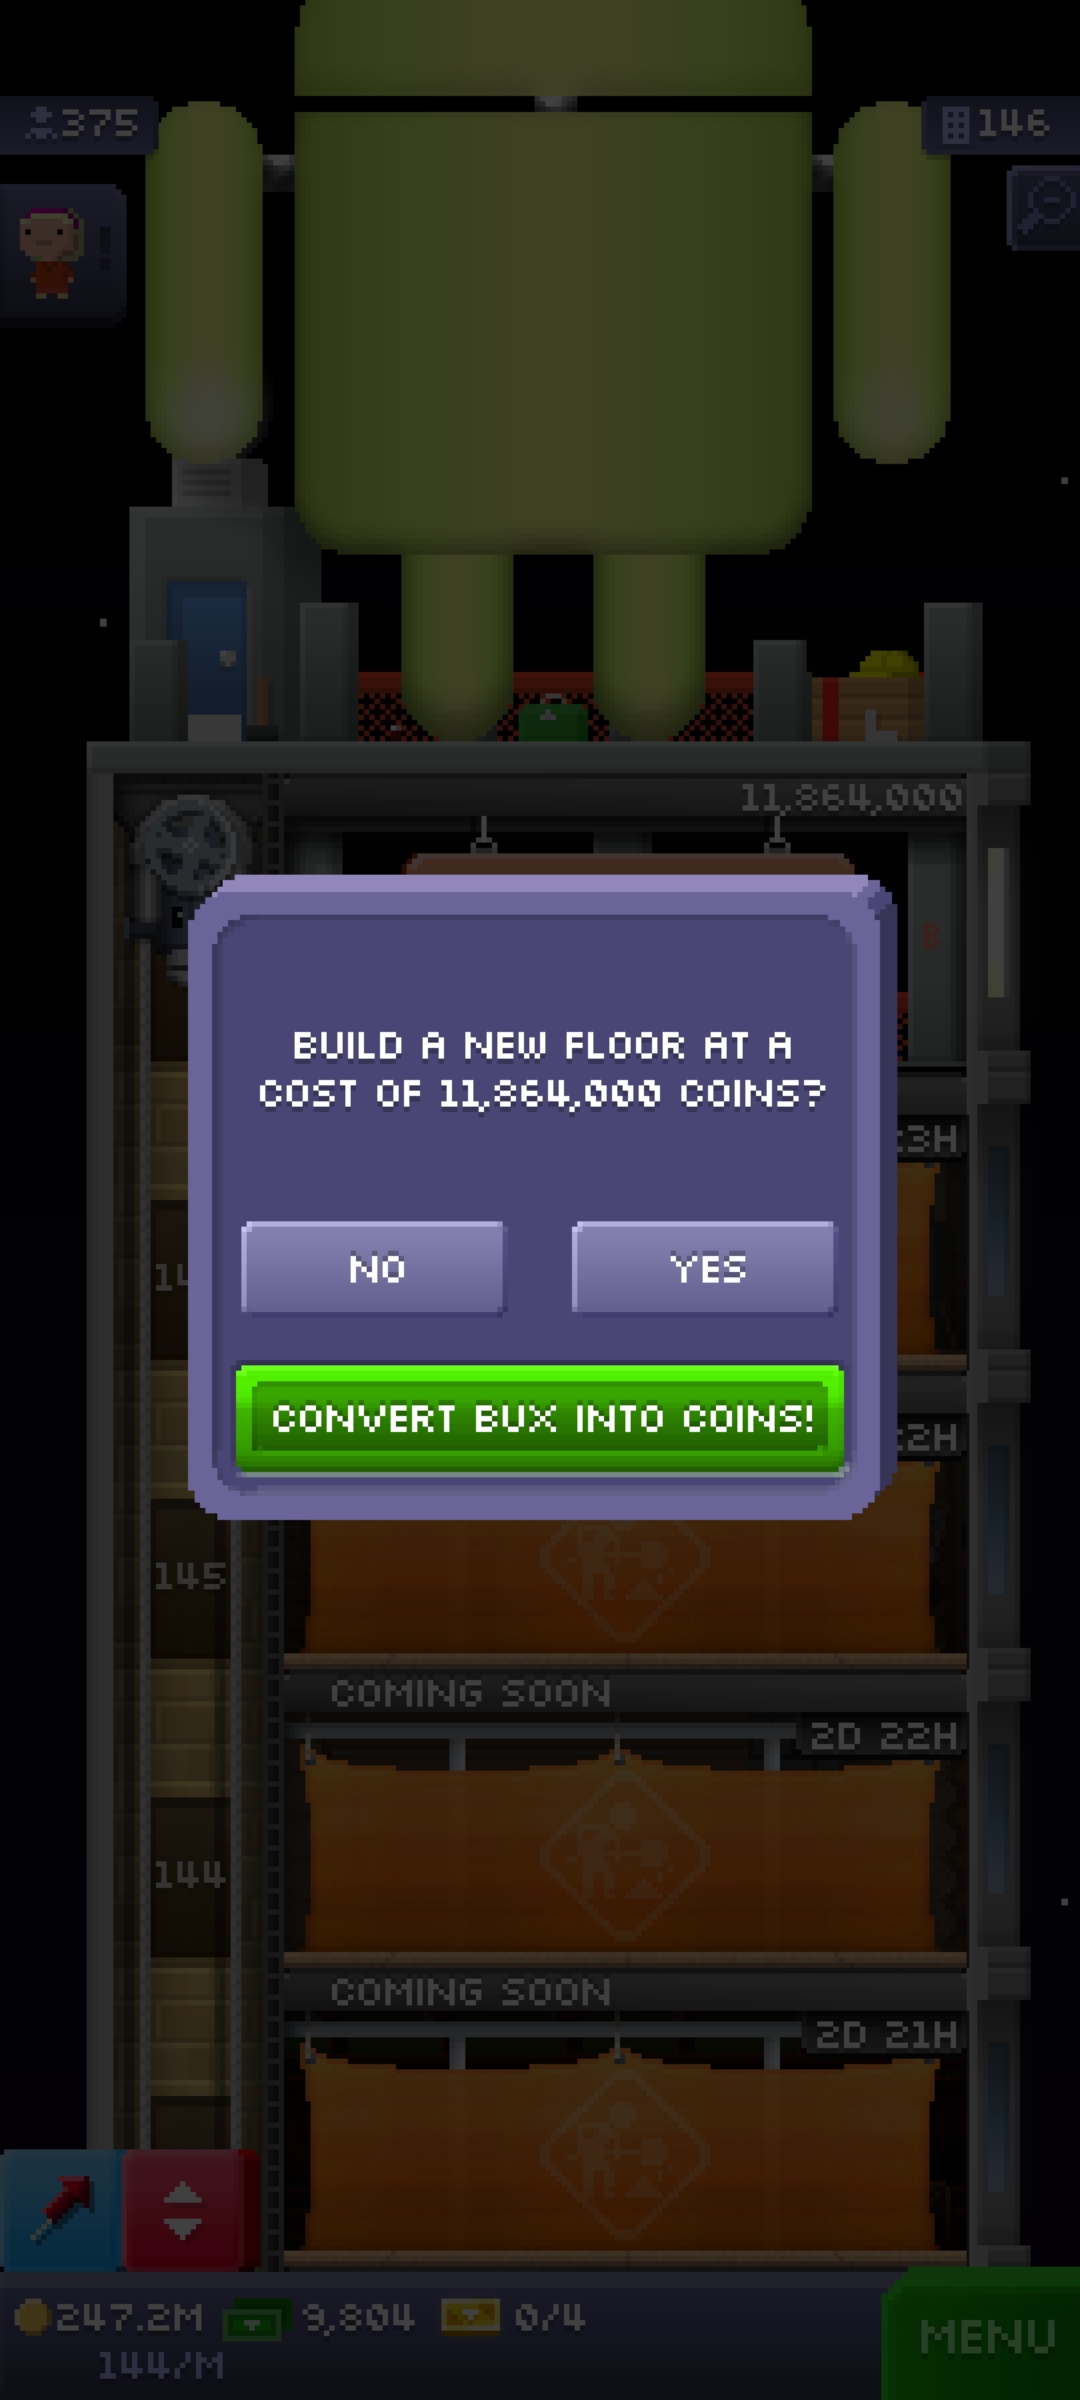 375
146
11,864,000
B
BUILD A NEW FLOOR AT A
COST OF 11,864,000 COINS?
NO
YES
CONVERT BUX INTO COINS!
23H
14
22H
145
COMING SOON
2D 22H
144
COMING SOON
2D 21H
247.2M
9,804
0/4
144/M
MENU